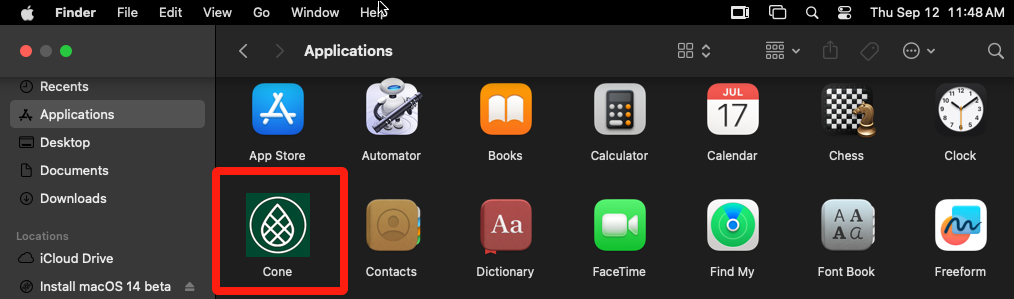 Finder File Edit View Go Window Help Thu Sep 12 11:48 AM
Applications
Recents
Applications
Desktop
Documents
Downloads
Locations
iCloud Drive
Install macOS 14 beta
JUL
17
App Store Automator Books Calculator Calendar Chess Clock
Aa
A A
A a
Cone Contacts Dictionary FaceTime Find My Font Book Freeform